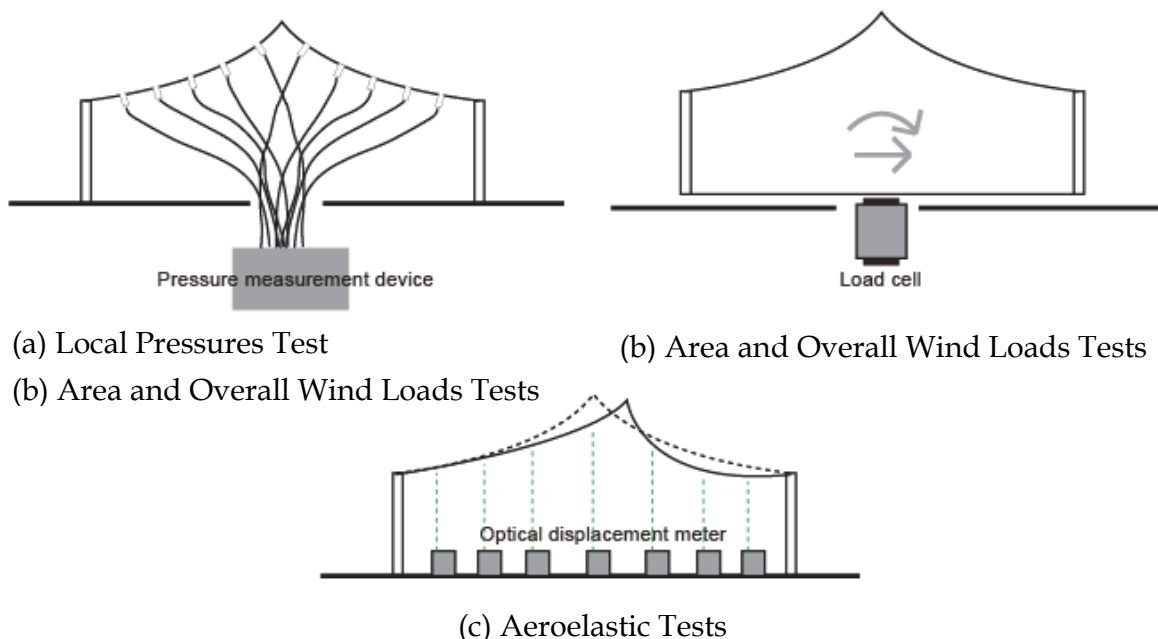 Pressure measurement device
Load cell
(a) Local Pressures Test
(b) Area and Overall Wind Loads Tests
(b) Area and Overall Wind Loads Tests
Optical displacement meter
(c) Aeroelastic Tests